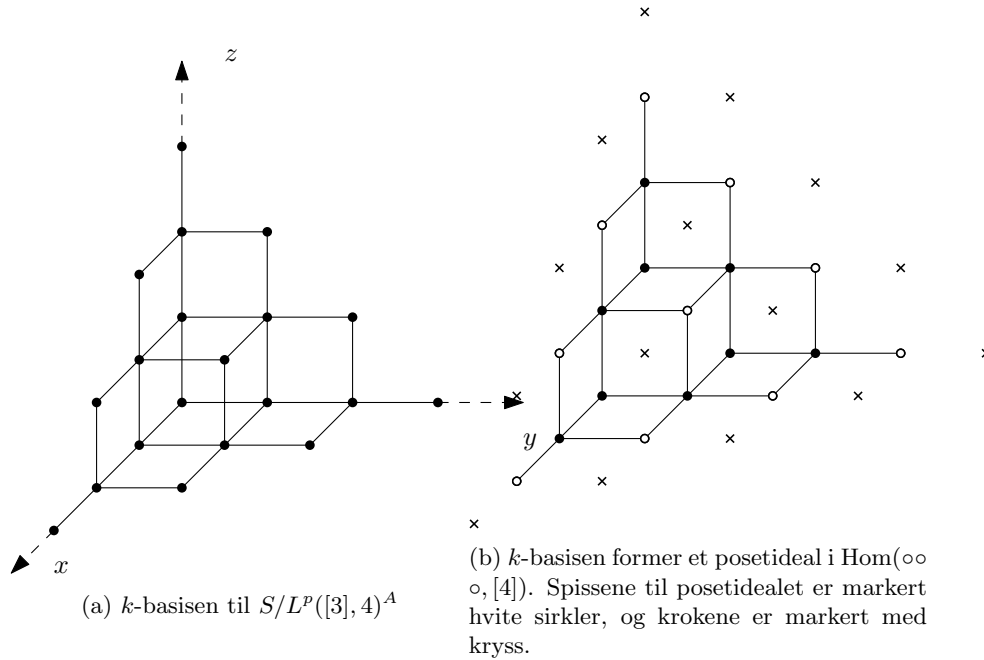 z
y
x
(a) k-basisen til S/L^p([3], 4)^A
(b) k-basisen former et posetideal i Hom(∘∘
∘, [4]). Spissene til posetidealet er markert
hvite sirkler, og krokene er markert med
kryss.